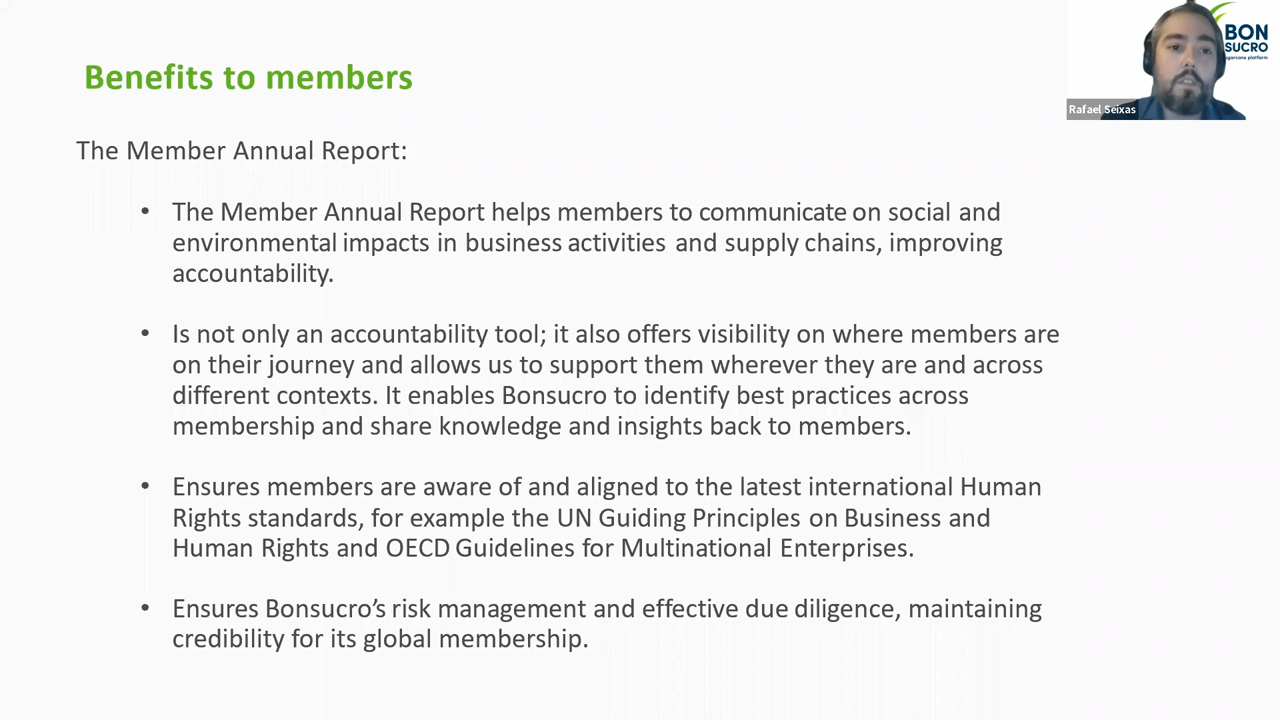 Benefits to members
BON
SUCRO
Rafael Seixas
The Member Annual Report:
• The Member Annual Report helps members to communicate on social and
environmental impacts in business activities and supply chains, improving
accountability.
• Is not only an accountability tool; it also offers visibility on where members are
on their journey and allows us to support them wherever they are and across
different contexts. It enables Bonsucro to identify best practices across
membership and share knowledge and insights back to members.
• Ensures members are aware of and aligned to the latest international Human
Rights standards, for example the UN Guiding Principles on Business and
Human Rights and OECD Guidelines for Multinational Enterprises.
• Ensures Bonsucro’s risk management and effective due diligence, maintaining
credibility for its global membership.